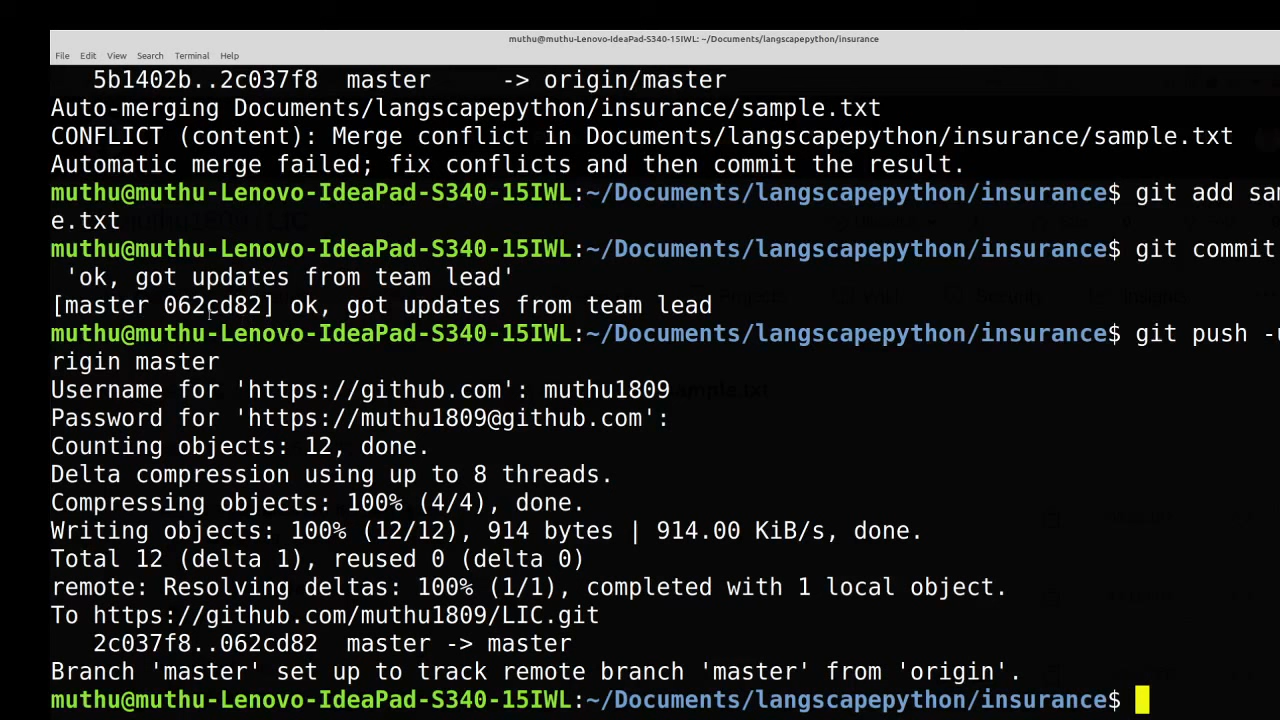 muthu@muthu-Lenovo-IdeaPad-S340-15IWL: ~/Documents/langscapepython/insurance
File Edit View Search Terminal Help
5b1402b..2c037f8  master     -> origin/master
Auto-merging Documents/langscapepython/insurance/sample.txt
CONFLICT (content): Merge conflict in Documents/langscapepython/insurance/sample.txt
Automatic merge failed; fix conflicts and then commit the result.
muthu@muthu-Lenovo-IdeaPad-S340-15IWL:~/Documents/langscapepython/insurance$ git add sam
e.txt
muthu@muthu-Lenovo-IdeaPad-S340-15IWL:~/Documents/langscapepython/insurance$ git commit
'ok, got updates from team lead'
[master 062cd82] ok, got updates from team lead
muthu@muthu-Lenovo-IdeaPad-S340-15IWL:~/Documents/langscapepython/insurance$ git push -u
rigin master
Username for 'https://github.com': muthu1809
Password for 'https://muthu1809@github.com':
Counting objects: 12, done.
Delta compression using up to 8 threads.
Compressing objects: 100% (4/4), done.
Writing objects: 100% (12/12), 914 bytes | 914.00 KiB/s, done.
Total 12 (delta 1), reused 0 (delta 0)
remote: Resolving deltas: 100% (1/1), completed with 1 local object.
To https://github.com/muthu1809/LIC.git
2c037f8..062cd82  master -> master
Branch 'master' set up to track remote branch 'master' from 'origin'.
muthu@muthu-Lenovo-IdeaPad-S340-15IWL:~/Documents/langscapepython/insurance$